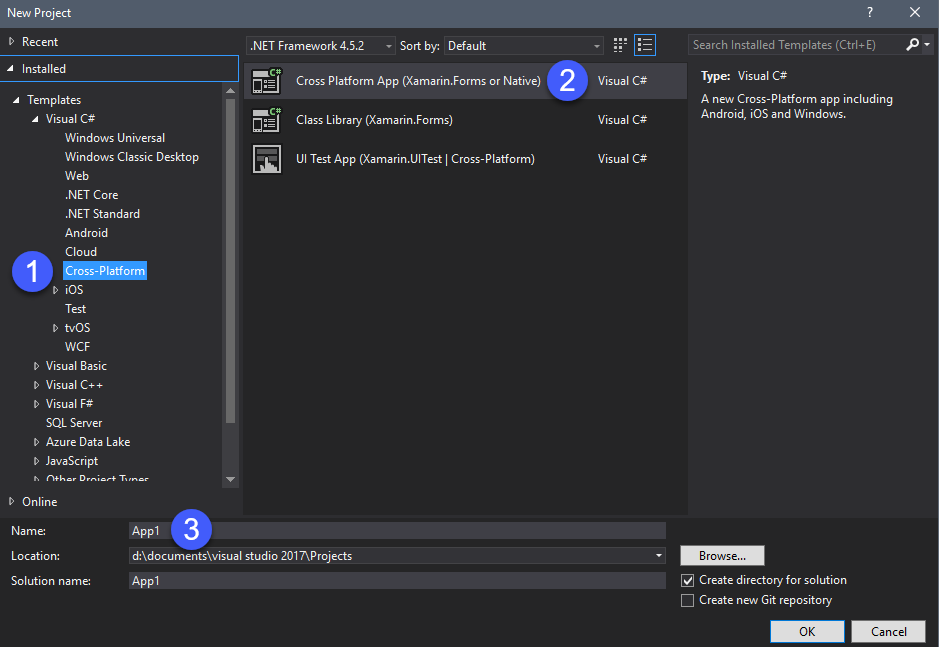 New Project
?
Recent
.NET Framework 4.5.2
Sort by: Default
Search Installed Templates (Ctrl+E)
Installed
Templates
Visual C#
Windows Universal
Windows Classic Desktop
Web
.NET Core
.NET Standard
Android
Cloud
1
Cross-Platform
iOS
Test
tvOS
WCF
Visual Basic
Visual C++
Visual F#
SQL Server
Azure Data Lake
JavaScript
Other Project Types
Online
C# Cross Platform App (Xamarin.Forms or Native) 2 Visual C#
C# Class Library (Xamarin.Forms) Visual C#
UI Test App (Xamarin.UITest | Cross-Platform) Visual C#
Type: Visual C#
A new Cross-Platform app including
Android, iOS and Windows.
Name: App1 3
Location: d:\documents\visual studio 2017\Projects
Browse...
Solution name: App1
Create directory for solution
Create new Git repository
OK
Cancel